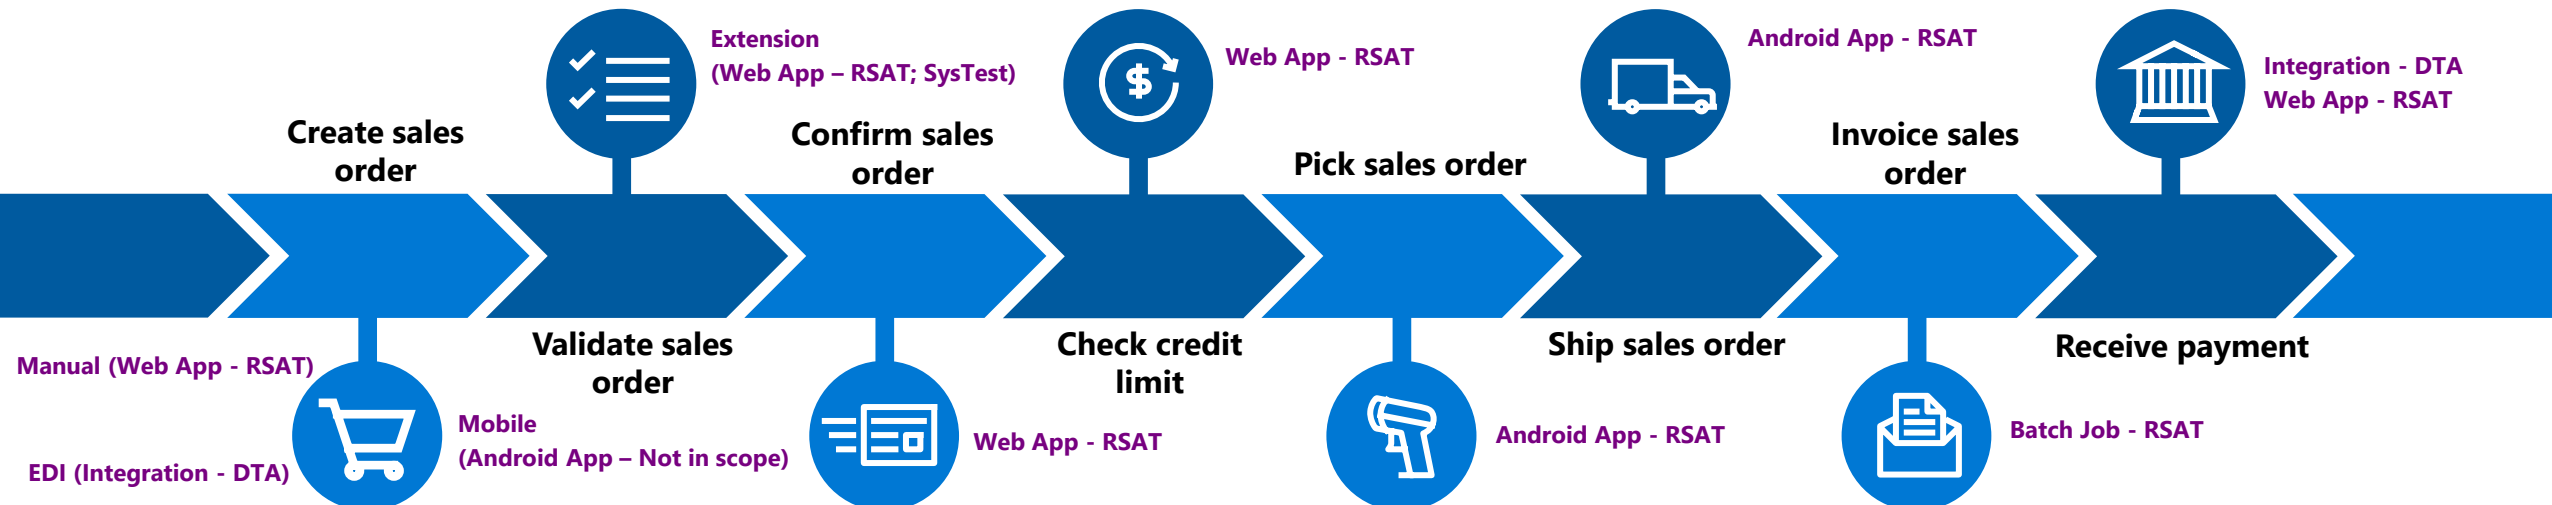 Create sales
order
Manual (Web App - RSAT)
EDI (Integration - DTA)
Mobile
(Android App – Not in scope)
Extension
(Web App – RSAT; SysTest)
Validate sales
order
Confirm sales
order
Web App - RSAT
Web App - RSAT
Check credit
limit
Pick sales order
Android App - RSAT
Android App - RSAT
Ship sales order
Invoice sales
order
Batch Job - RSAT
Integration - DTA
Web App - RSAT
Receive payment
$